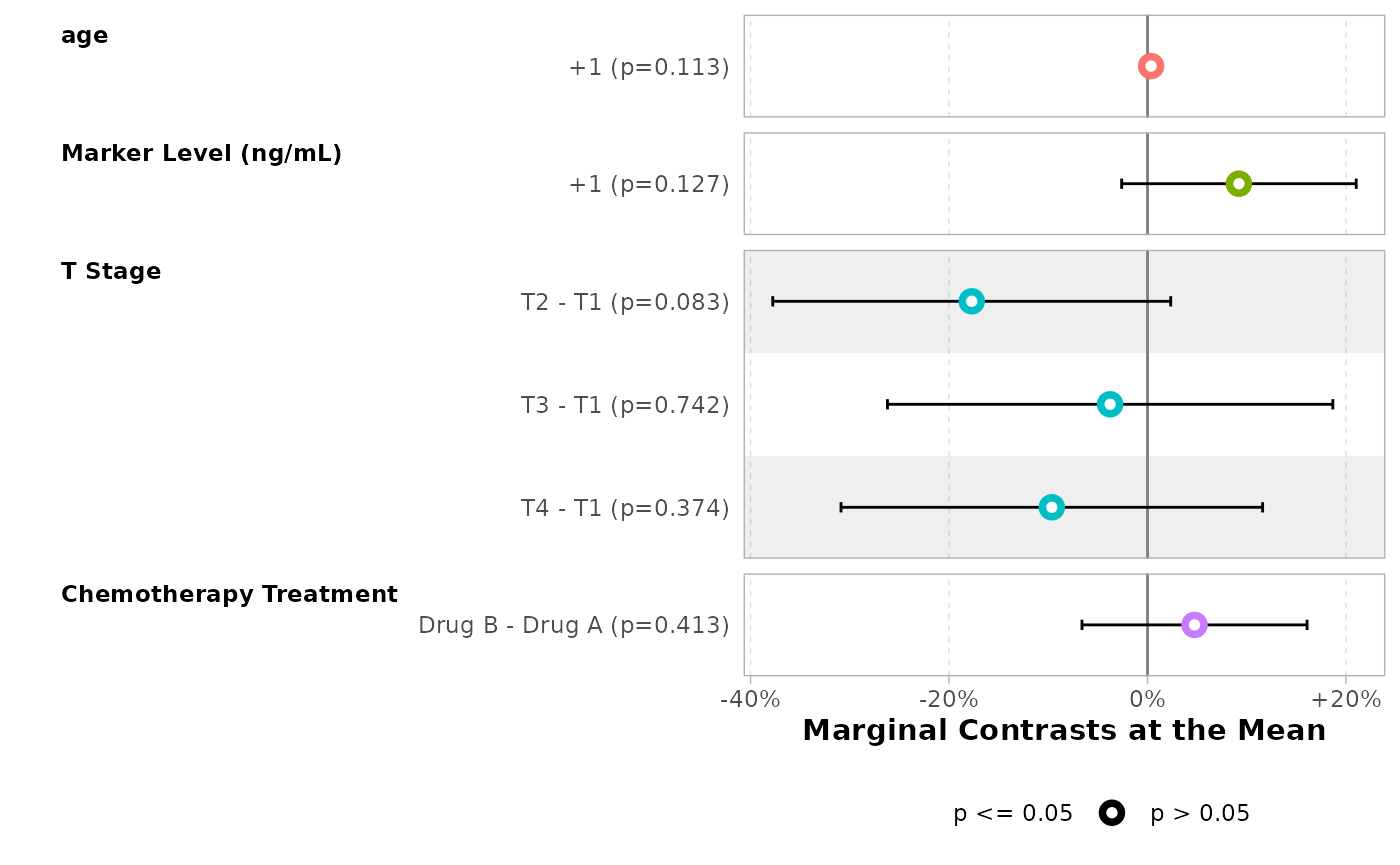 age
+1 (p=0.113)
Marker Level (ng/mL)
+1 (p=0.127)
T Stage
T2 - T1 (p=0.083)
T3 - T1 (p=0.742)
T4 - T1 (p=0.374)
Chemotherapy Treatment
Drug B - Drug A (p=0.413)
-40% -20% 0% +20%
Marginal Contrasts at the Mean
p <= 0.05 p > 0.05